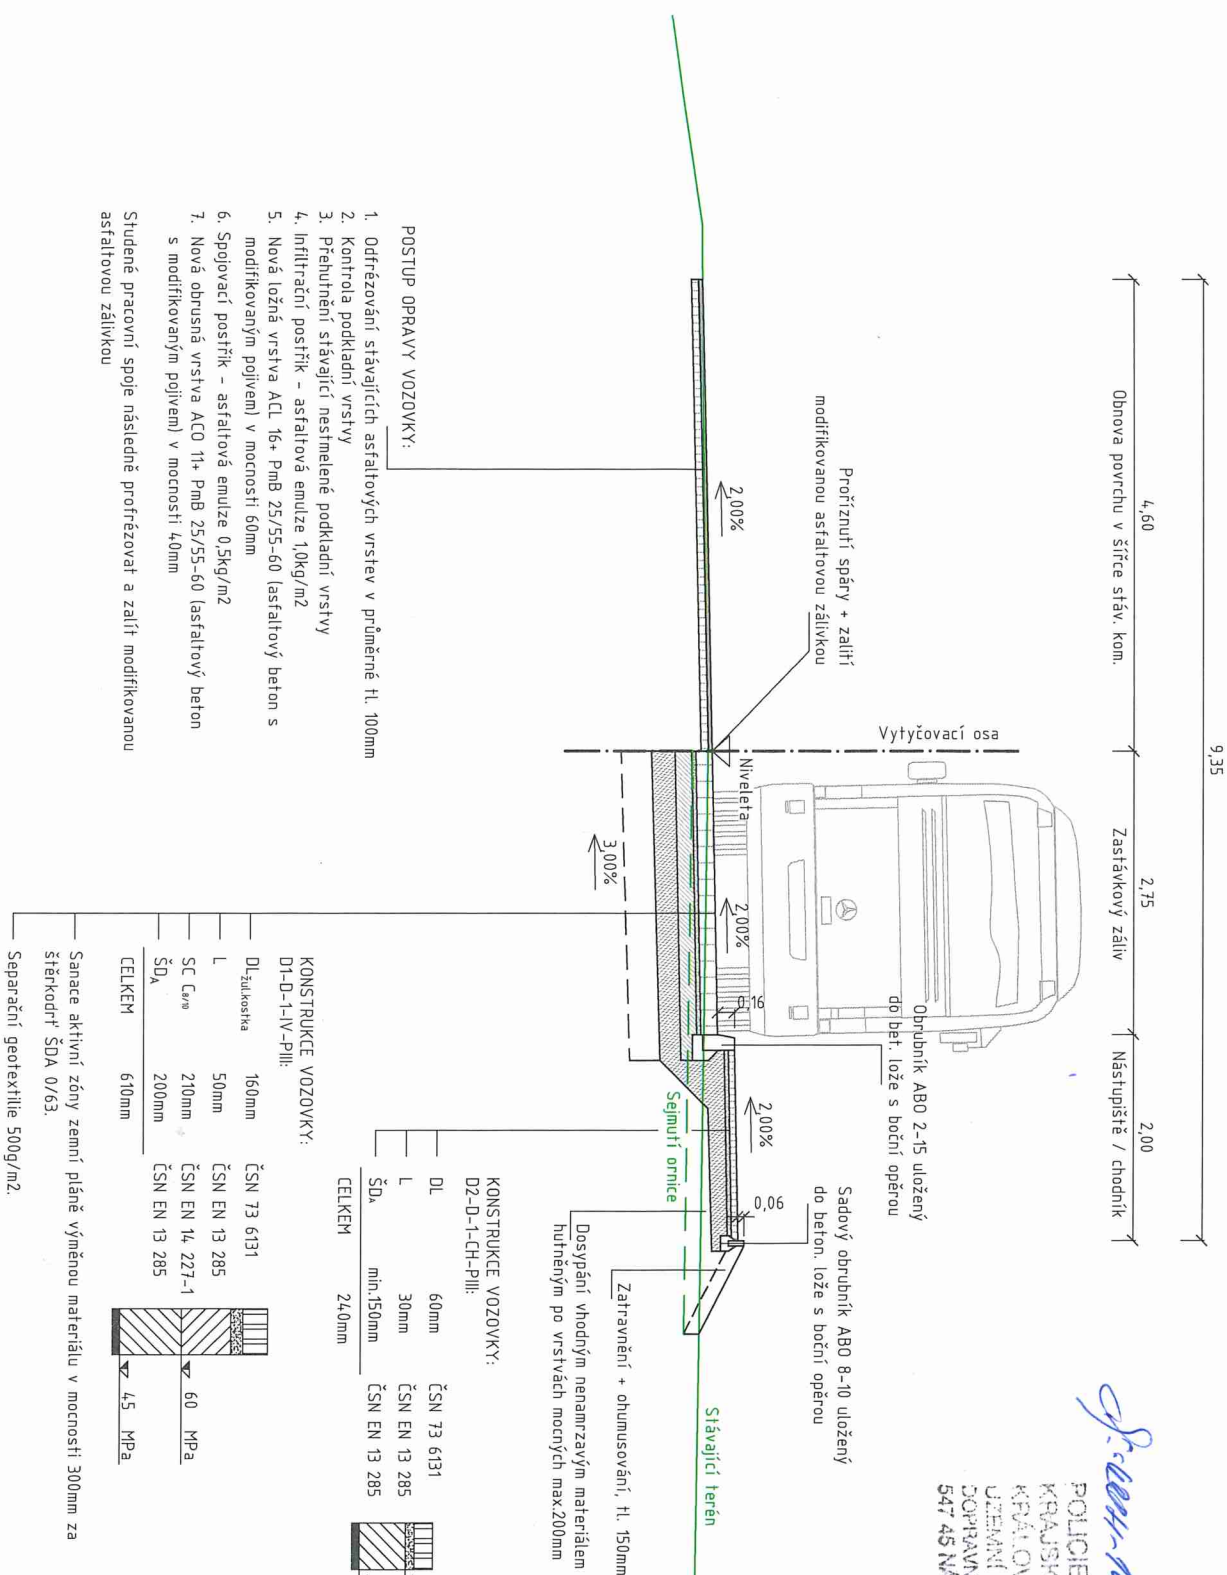 9,35
4,60
2,75
2,00
Obnova povrchu v šířce stáv. kom.
Zastávkový záliv
Nástupiště / chodník
Vytyčovací osa
Proříznutí spáry + zalití
modifikovanou asfaltovou zálivkou
Niveleta
2,00%
2,00%
3,00%
2,00%
0,16
0,06
Obrubník ABO 2-15 uložený
do bet. lože s boční opěrou
Sadový obrubník ABO 8-10 uložený
do beton. lože s boční opěrou
Sejmutí ornice
Stávající terén
Zatravnění + ohumusování, tl. 150mm
Dosypání vhodným nenamrzavým materiálem
hutněným po vrstvách mocných max.200mm
POSTUP OPRAVY VOZOVKY:
1. Odfrézování stávajících asfaltových vrstev v průměrné tl. 100mm
2. Kontrola podkladní vrstvy
3. Přehutnění stávající nestmelené podkladní vrstvy
4. Infiltrační postřik - asfaltová emulze 1,0kg/m2
5. Nová ložná vrstva ACL 16+ PmB 25/55-60 (asfaltový beton s
modifikovaným pojivem) v mocnosti 60mm
6. Spojovací postřik - asfaltová emulze 0,5kg/m2
7. Nová obrusná vrstva ACO 11+ PmB 25/55-60 (asfaltový beton
s modifikovaným pojivem) v mocnosti 40mm
Studené pracovní spoje následně profrézovat a zalít modifikovanou
asfaltovou zálivkou
KONSTRUKCE VOZOVKY:
D2-D-1-CH-PIII:
DL 60mm ČSN 73 6131
L 30mm ČSN EN 13 285
ŠDA min.150mm ČSN EN 13 285
CELKEM 240mm
KONSTRUKCE VOZOVKY:
D1-D-1-IV-PIII:
DLžul.kostka 160mm ČSN 73 6131
L 50mm ČSN EN 13 285
SC C8/10 210mm ČSN EN 14 227-1
ŠDA 200mm ČSN EN 13 285
CELKEM 610mm
60 MPa
45 MPa
Sanace aktivní zóny zemní pláně výměnou materiálu v mocnosti 300mm za
štěrkodrť ŠDA 0/63.
Separační geotextilie 500g/m2.
POLICIE
KRAJSK
KRÁLOV
ÚZEMNÍ
DOPRAVN
547 45 NÁ